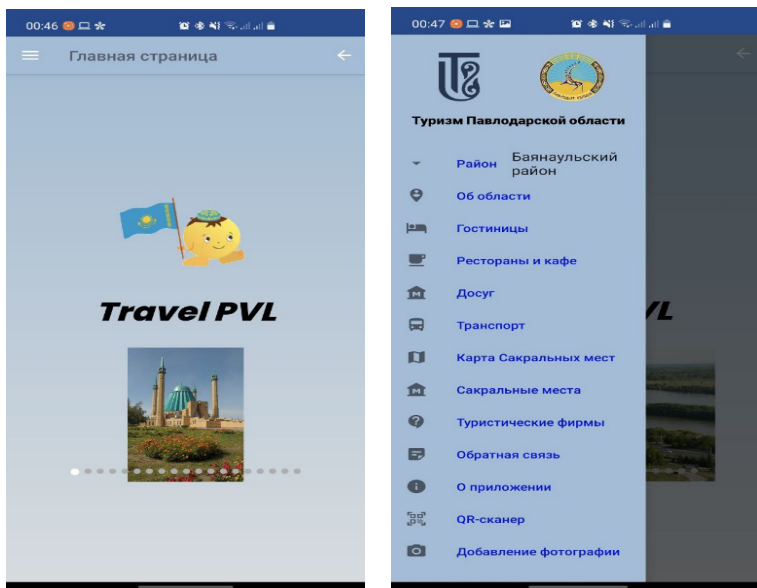 00:46
Главная страница
Travel PVL
00:47
Туризм Павлодарской области
Район Баянаульский
район
Об области
Гостиницы
Рестораны и кафе
Досуг
Транспорт
Карта Сакральных мест
Сакральные места
Туристические фирмы
Обратная связь
О приложении
QR-сканер
Добавление фотографии
VL